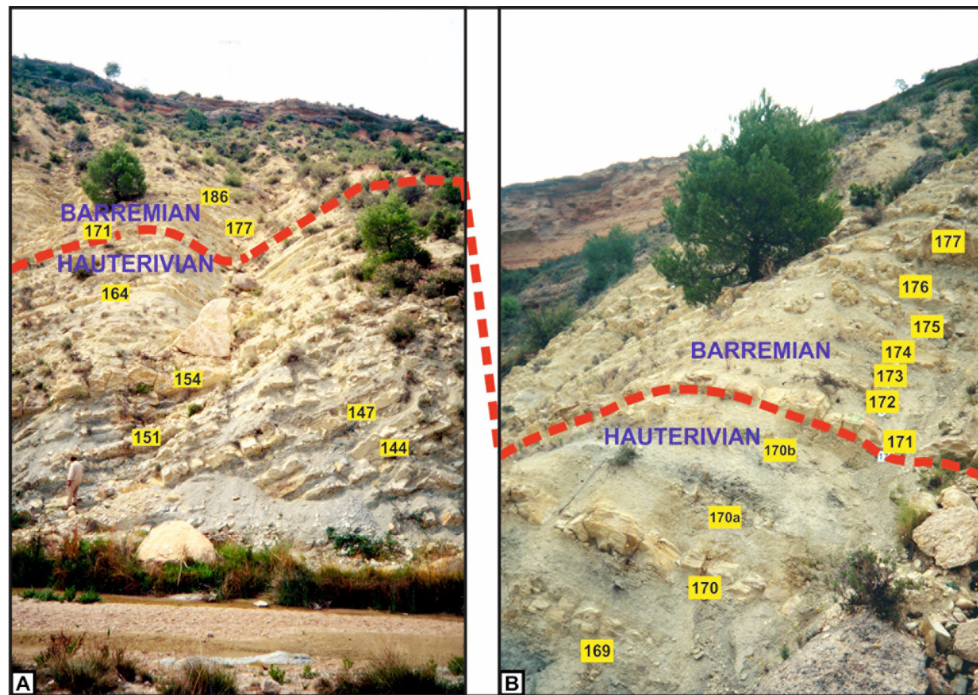 186
BARREMIAN
171
177
HAUTERIVIAN
164
154
147
151
144
A
177
176
175
BARREMIAN
174
173
172
HAUTERIVIAN
170b
171
170a
170
169
B